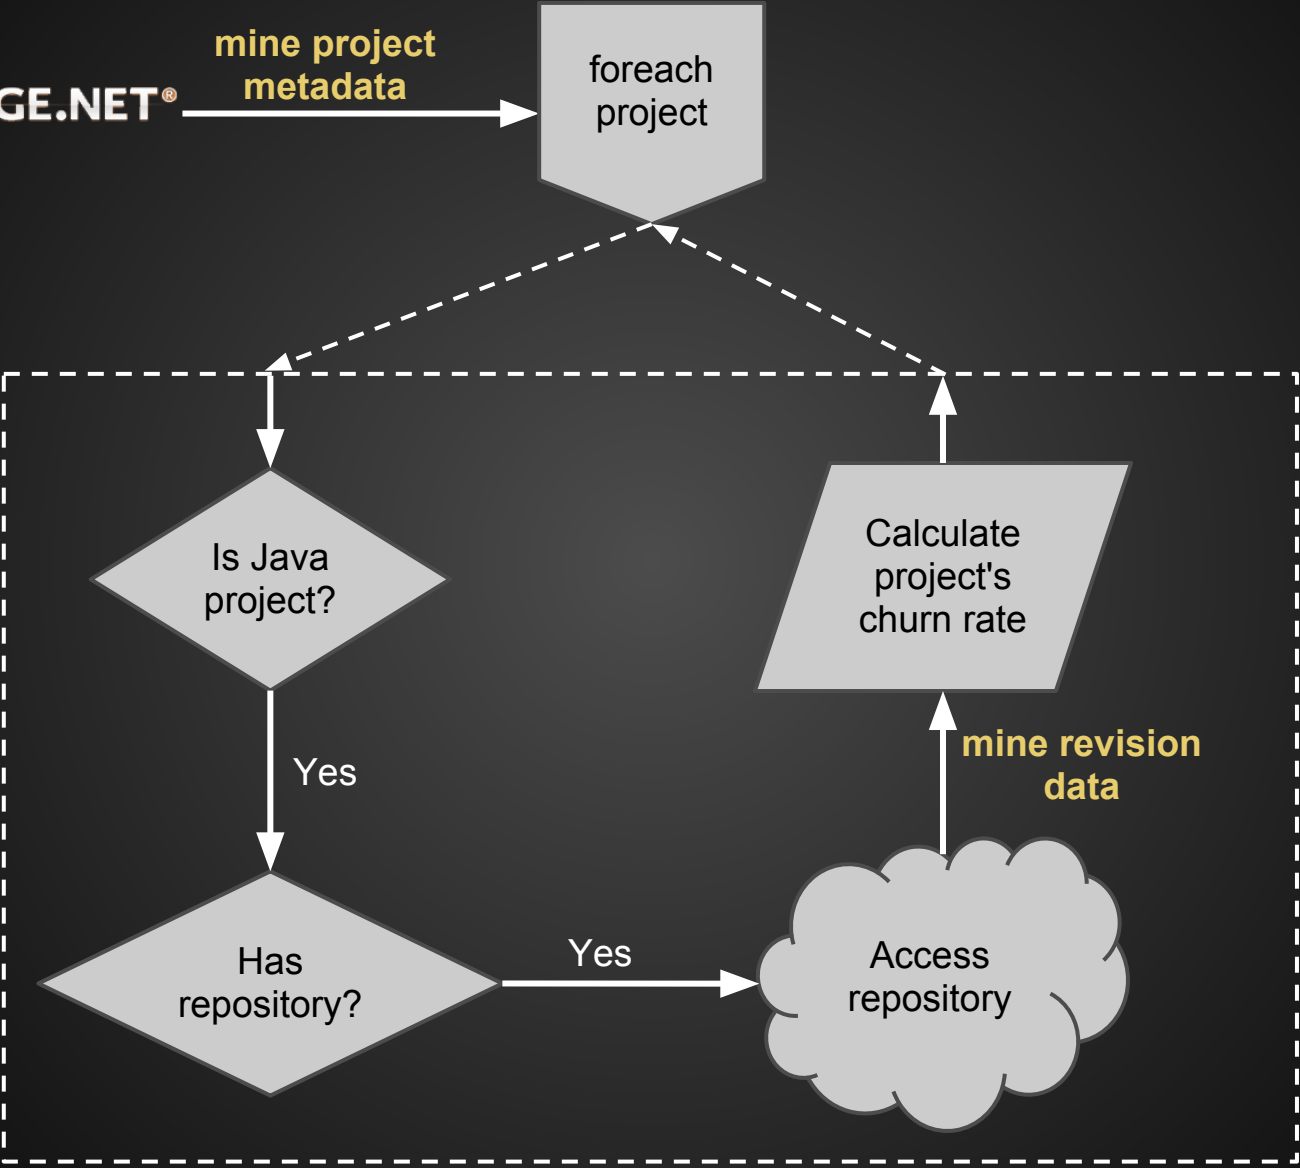 mine project
metadata
GE.NET®
foreach
project
Is Java
project?
Calculate
project's
churn rate
Yes
mine revision
data
Has
repository?
Yes
Access
repository